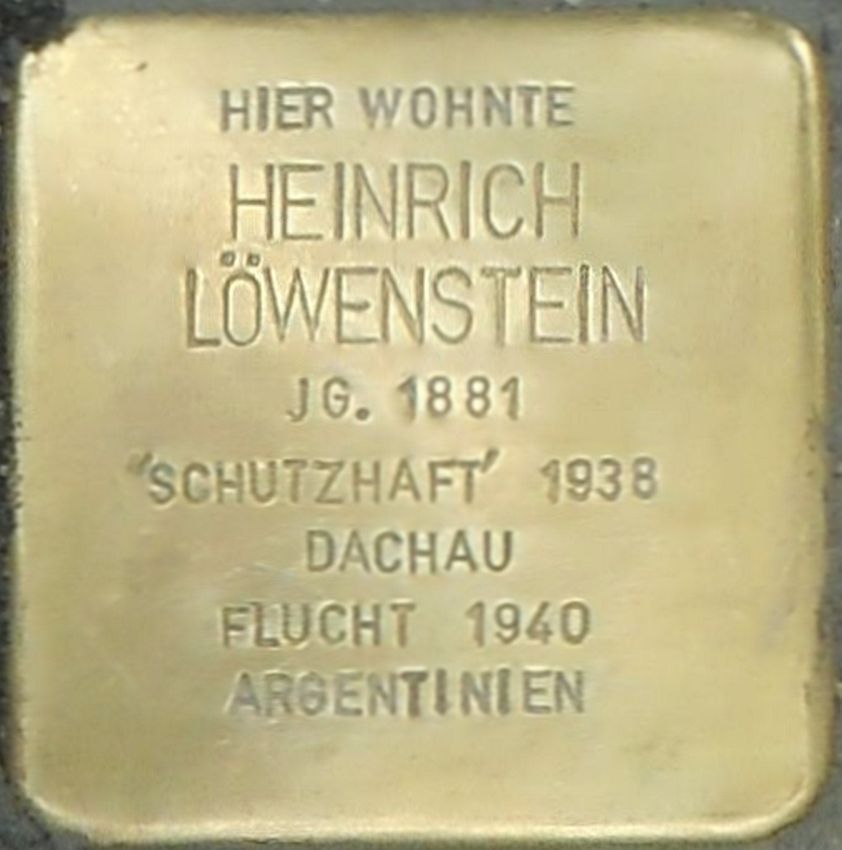 HIER WOHNTE
HEINRICH
LÖWENSTEIN
JG. 1881
"SCHUTZHAFT" 1938
DACHAU
FLUCHT 1940
ARGENTINIEN